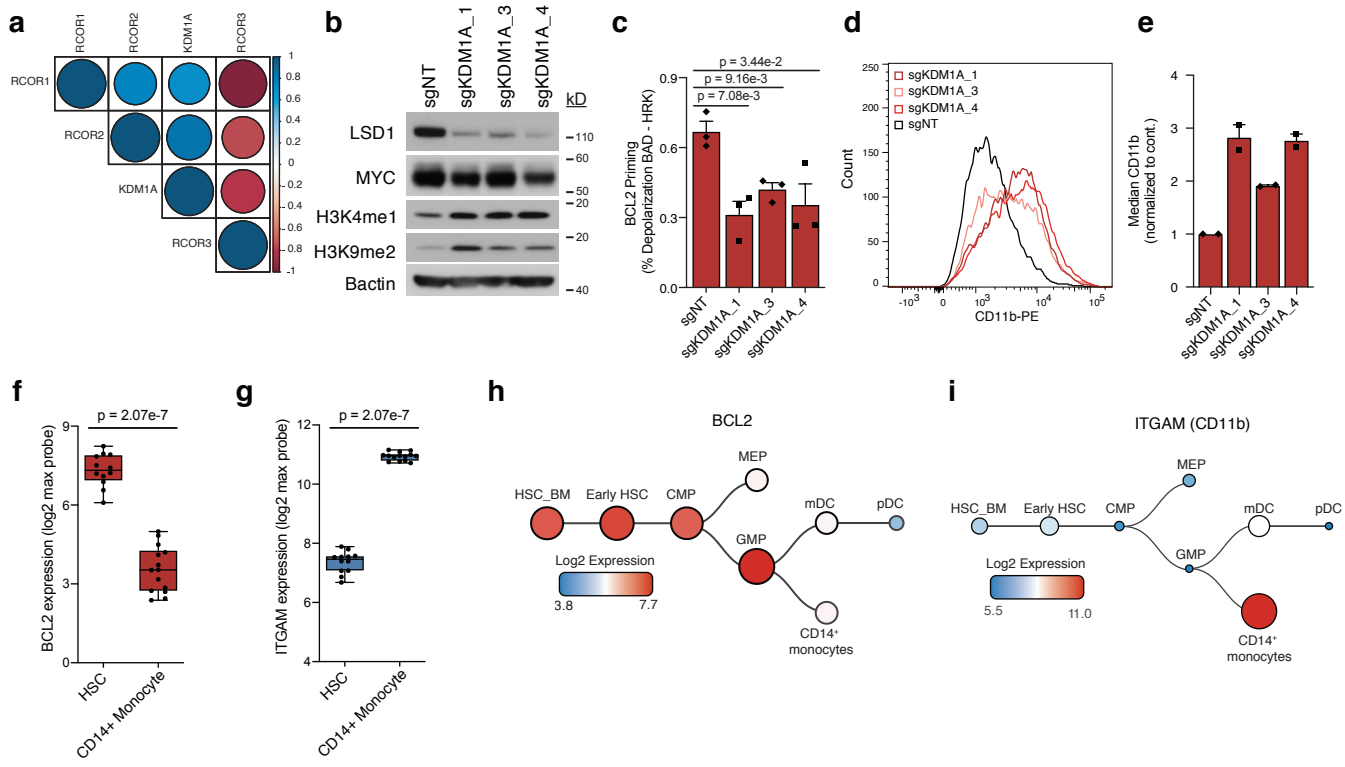 a
RCOR1
RCOR2
KDM1A
RCOR3
RCOR1
RCOR2
KDM1A
RCOR3
1
0.8
0.6
0.4
0.2
0
-0.2
-0.4
-0.6
-0.8
-1
b
sgNT
sgKDM1A_1
sgKDM1A_3
sgKDM1A_4
kD
LSD1
110
60
MYC
50
20
H3K4me1
20
H3K9me2
Bactin
40
c
p = 3.44e-2
p = 9.16e-3
p = 7.08e-3
BCL2 Priming
(% Depolarization BAD - HRK)
0.9
0.6
0.3
0.0
sgNT
sgKDM1A_1
sgKDM1A_3
sgKDM1A_4
d
sgKDM1A_1
sgKDM1A_3
sgKDM1A_4
sgNT
Count
250
200
150
100
50
0
-10³
0
10³
10⁴
10⁵
CD11b-PE
e
Median CD11b
(normalized to cont.)
4
3
2
1
0
sgNT
sgKDM1A_1
sgKDM1A_3
sgKDM1A_4
f
p = 2.07e-7
BCL2 expression (log2 max probe)
9
6
3
0
HSC
CD14+ Monocyte
g
p = 2.07e-7
ITGAM expression (log2 max probe)
12
10
8
6
4
HSC
CD14+ Monocyte
h
BCL2
HSC_BM
Early HSC
CMP
MEP
GMP
mDC
pDC
CD14⁺
monocytes
Log2 Expression
3.8
7.7
i
ITGAM (CD11b)
HSC_BM
Early HSC
CMP
MEP
GMP
mDC
pDC
CD14⁺
monocytes
Log2 Expression
5.5
11.0